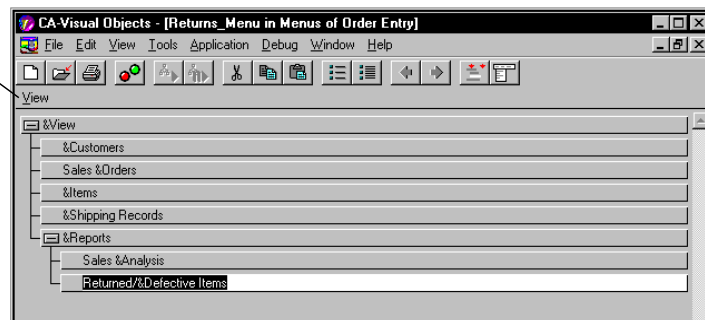 CA-Visual Objects - [Returns_Menu in Menus of Order Entry]
File Edit View Tools Application Debug Window Help
View
&View
&Customers
Sales &Orders
&Items
&Shipping Records
&Reports
Sales &Analysis
Returned/&Defective Items